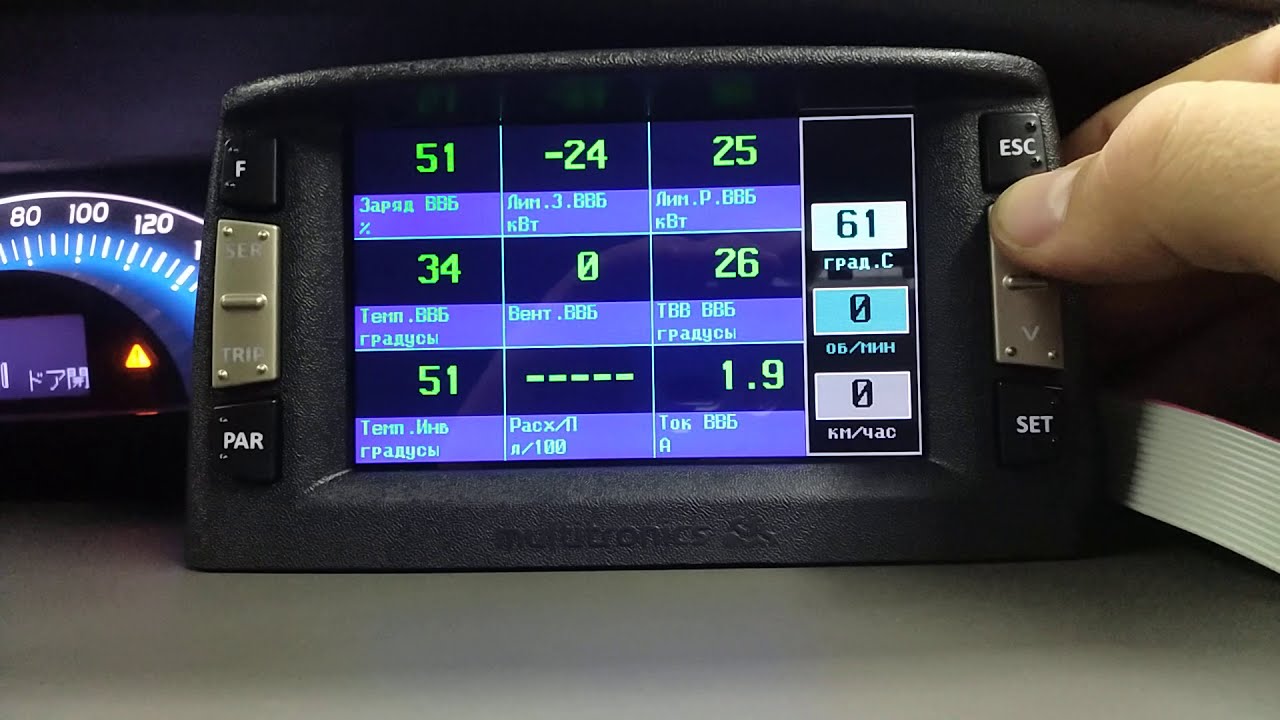 80 100 120
ドア開
F
SER
TRIP
PAR
51 -24 25
Заряд ВВБ Лим.З.ВВБ Лим.Р.ВВБ
% кВт кВт
34 0 26
Темп.ВВБ Вент.ВВБ ТВВ ВВБ
градусы градусы
51 ----- 1.9
Темп.Инв Расх/П Ток ВВБ
градусы л/100 А
61
град.С
0
об/мин
0
км/час
ESC
SET
multitronics